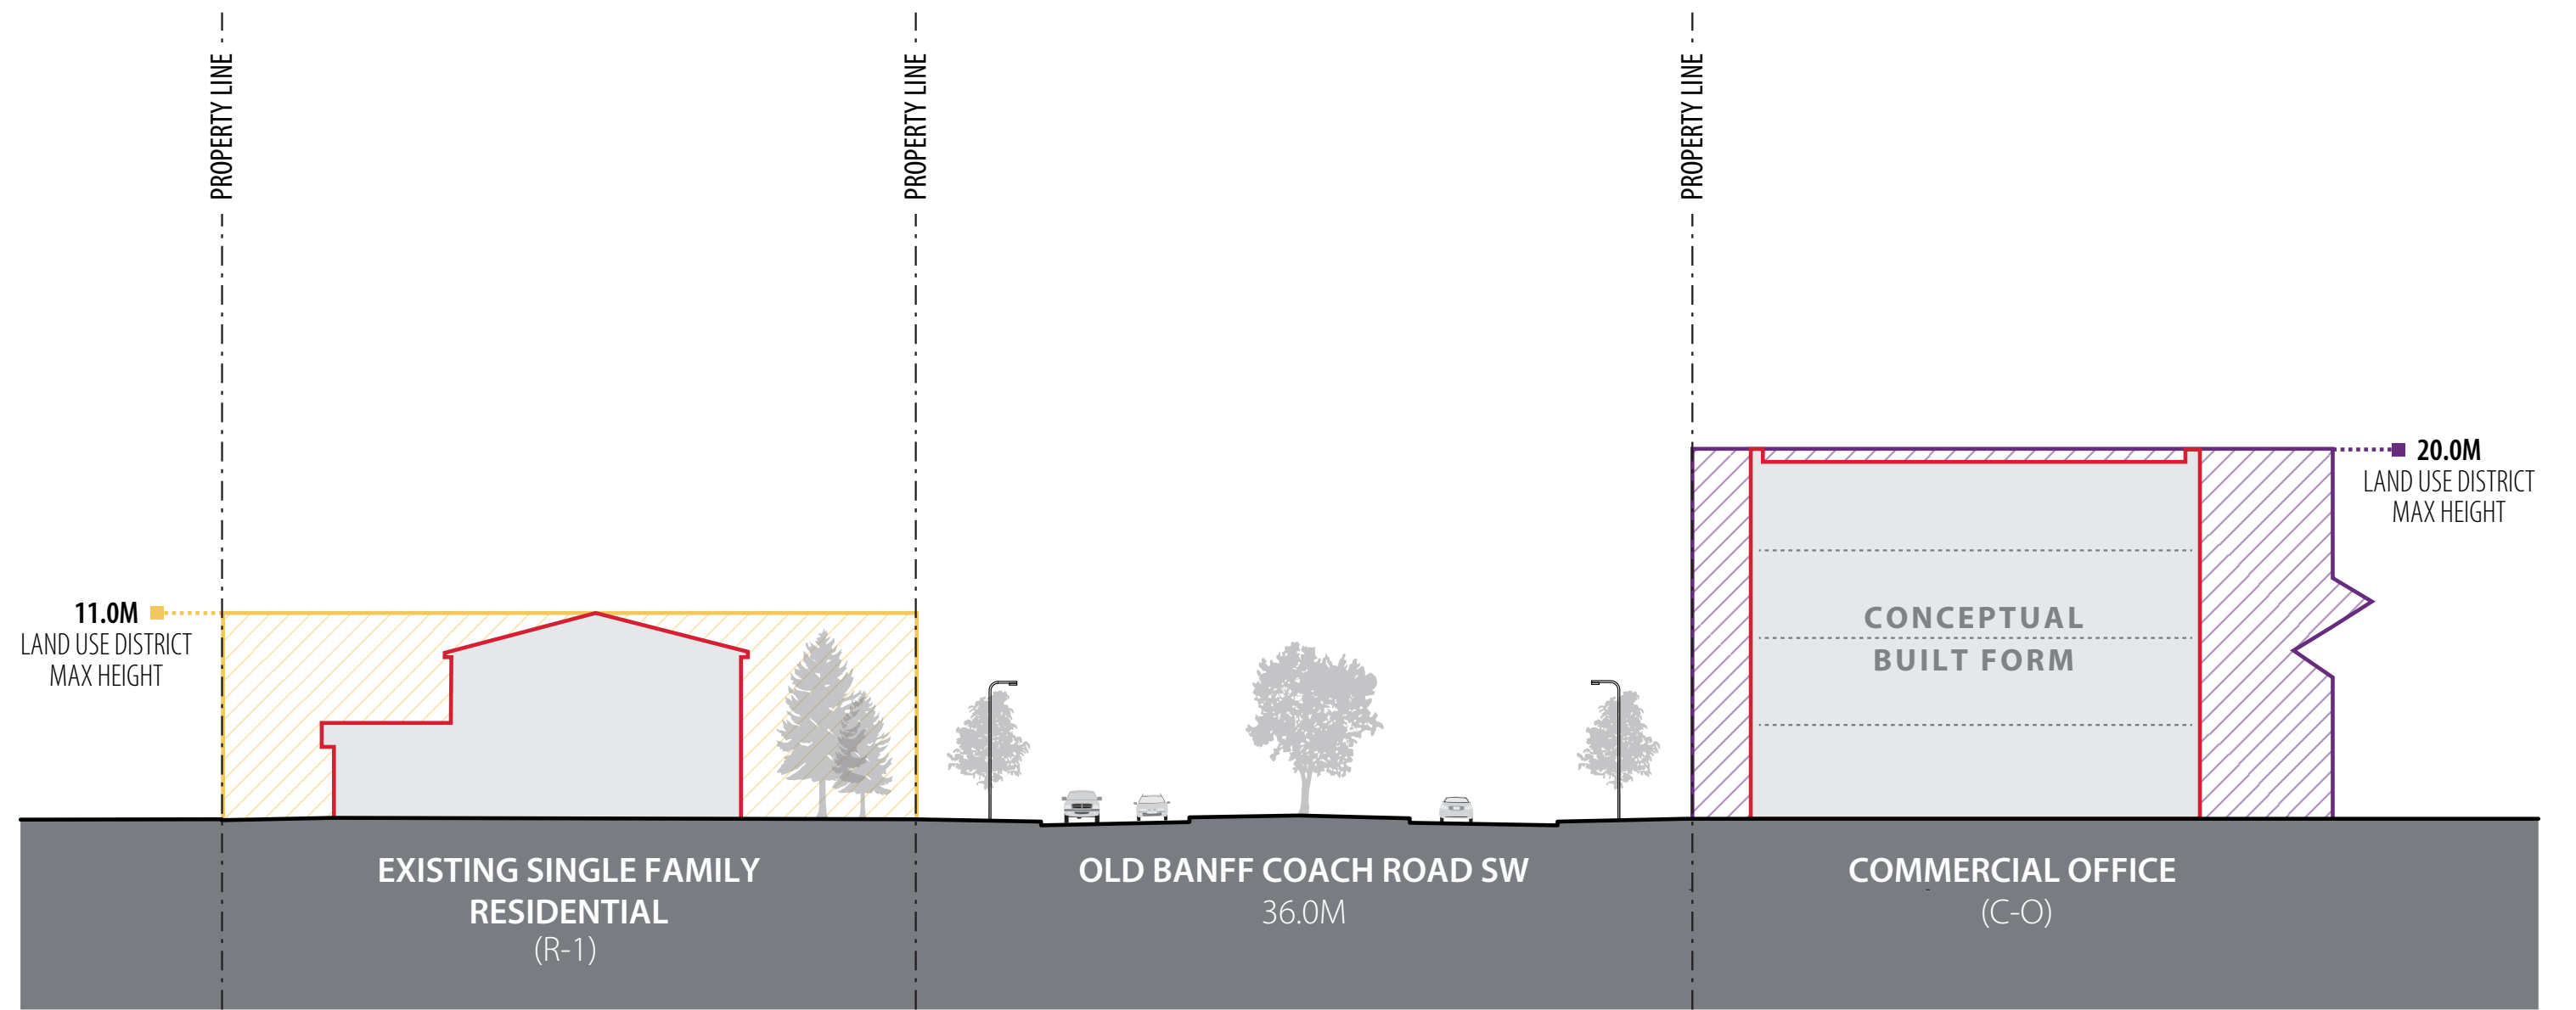 PROPERTY LINE
PROPERTY LINE
PROPERTY LINE
20.0M
LAND USE DISTRICT
MAX HEIGHT
11.0M
LAND USE DISTRICT
MAX HEIGHT
CONCEPTUAL
BUILT FORM
EXISTING SINGLE FAMILY
RESIDENTIAL
(R-1)
OLD BANFF COACH ROAD SW
36.0M
COMMERCIAL OFFICE
(C-O)